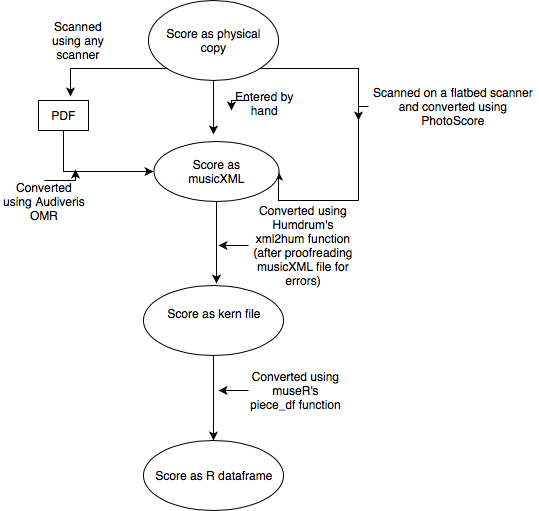 Score as physical
copy
Scanned
using any
scanner
PDF
Entered by
hand
Scanned on a flatbed scanner
and converted using
PhotoScore
Score as
musicXML
Converted
using Audiveris
OMR
Converted using
Humdrum's
xml2hum function
(after proofreading
musicXML file for
errors)
Score as kern file
Converted using
museR's
piece_df function
Score as R dataframe